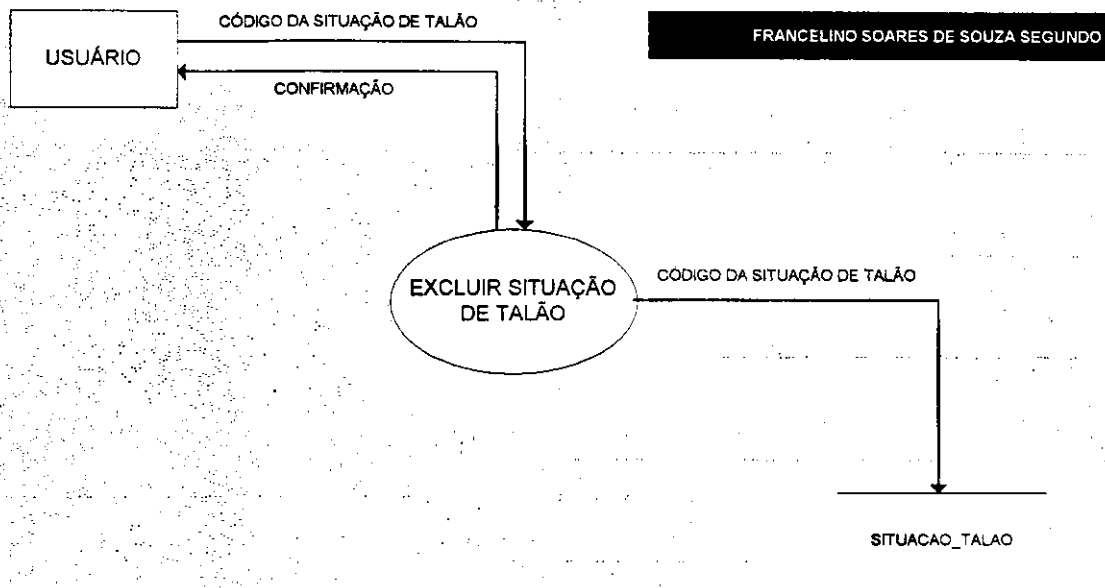 CÓDIGO DA SITUAÇÃO DE TALÃO
FRANCELINO SOARES DE SOUZA SEGUNDO
USUÁRIO
CONFIRMAÇÃO
EXCLUIR SITUAÇÃO
DE TALÃO
CÓDIGO DA SITUAÇÃO DE TALÃO
SITUACAO_TALAO